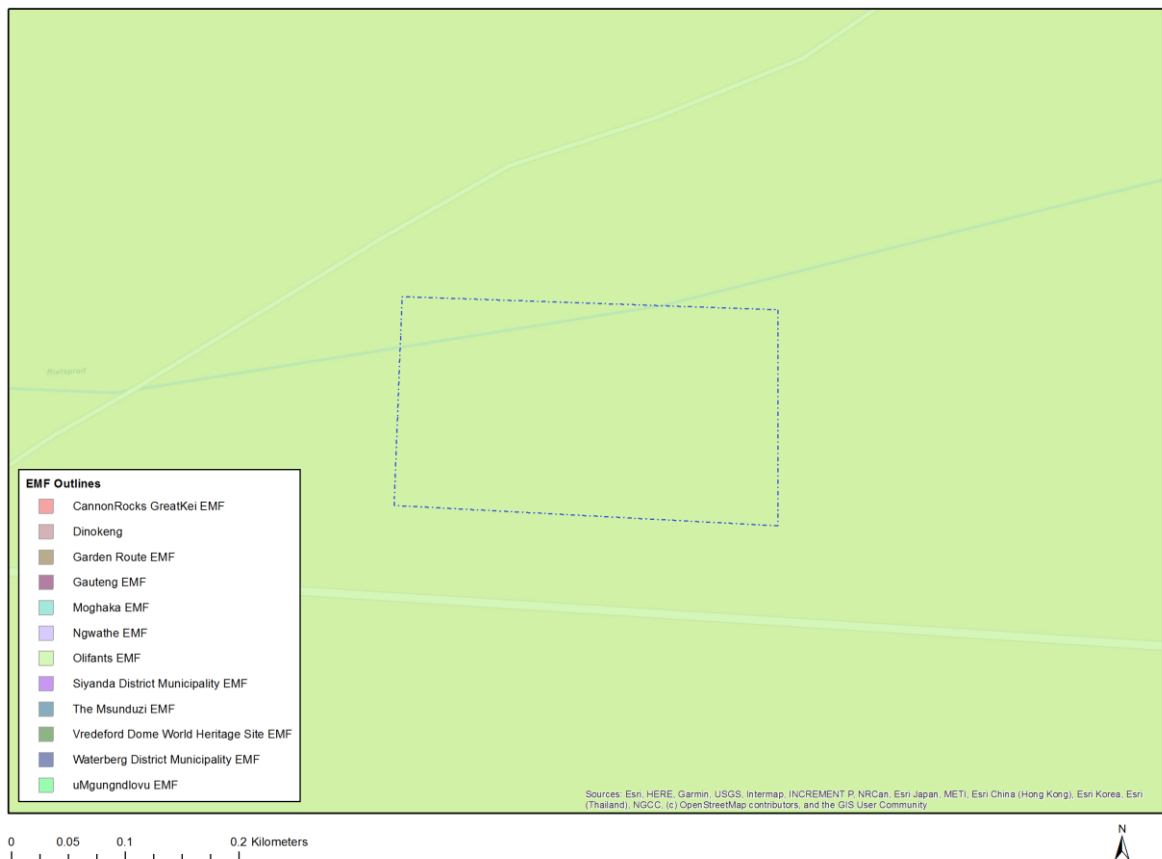 Rietspruit
EMF Outlines
CannonRocks GreatKei EMF
Dinokeng
Garden Route EMF
Gauteng EMF
Moghaka EMF
Ngwathe EMF
Olifants EMF
Siyanda District Municipality EMF
The Msunduzi EMF
Vredeford Dome World Heritage Site EMF
Waterberg District Municipality EMF
uMgungndlovu EMF
Sources: Esri, HERE, Garmin, USGS, Intermap, INCREMENT P, NRCan, Esri Japan, METI, Esri China (Hong Kong), Esri Korea, Esri
(Thailand), NGCC, (c) OpenStreetMap contributors, and the GIS User Community
0 0.05 0.1 0.2 Kilometers
N